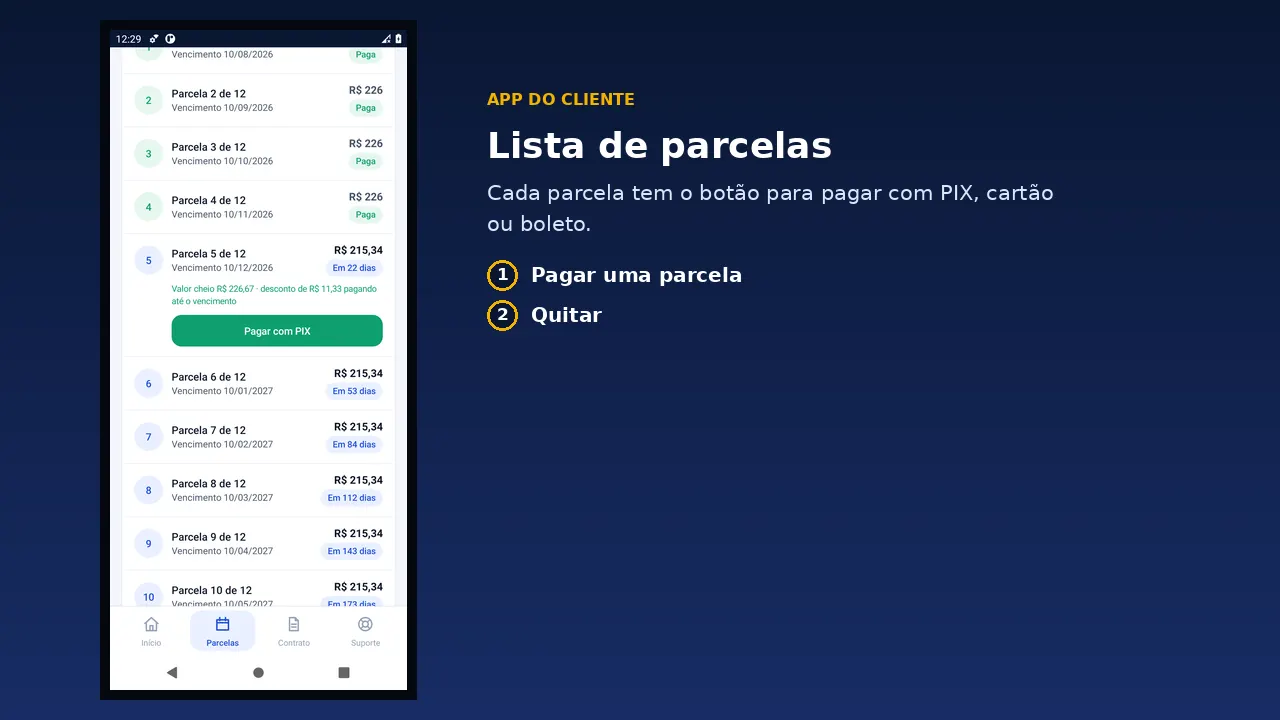 12:29
1
Vencimento 10/08/2026
Paga
2
Parcela 2 de 12
Vencimento 10/09/2026
R$ 226
Paga
3
Parcela 3 de 12
Vencimento 10/10/2026
R$ 226
Paga
4
Parcela 4 de 12
Vencimento 10/11/2026
R$ 226
Paga
5
Parcela 5 de 12
Vencimento 10/12/2026
R$ 215,34
Em 22 dias
Valor cheio R$ 226,67 · desconto de R$ 11,33 pagando
até o vencimento
Pagar com PIX
6
Parcela 6 de 12
Vencimento 10/01/2027
R$ 215,34
Em 53 dias
7
Parcela 7 de 12
Vencimento 10/02/2027
R$ 215,34
Em 84 dias
8
Parcela 8 de 12
Vencimento 10/03/2027
R$ 215,34
Em 112 dias
9
Parcela 9 de 12
Vencimento 10/04/2027
R$ 215,34
Em 143 dias
10
Parcela 10 de 12
Vencimento 10/05/2027
R$ 215,34
Em 173 dias
Início
Parcelas
Contrato
Suporte
APP DO CLIENTE
Lista de parcelas
Cada parcela tem o botão para pagar com PIX, cartão
ou boleto.
1 Pagar uma parcela
2 Quitar